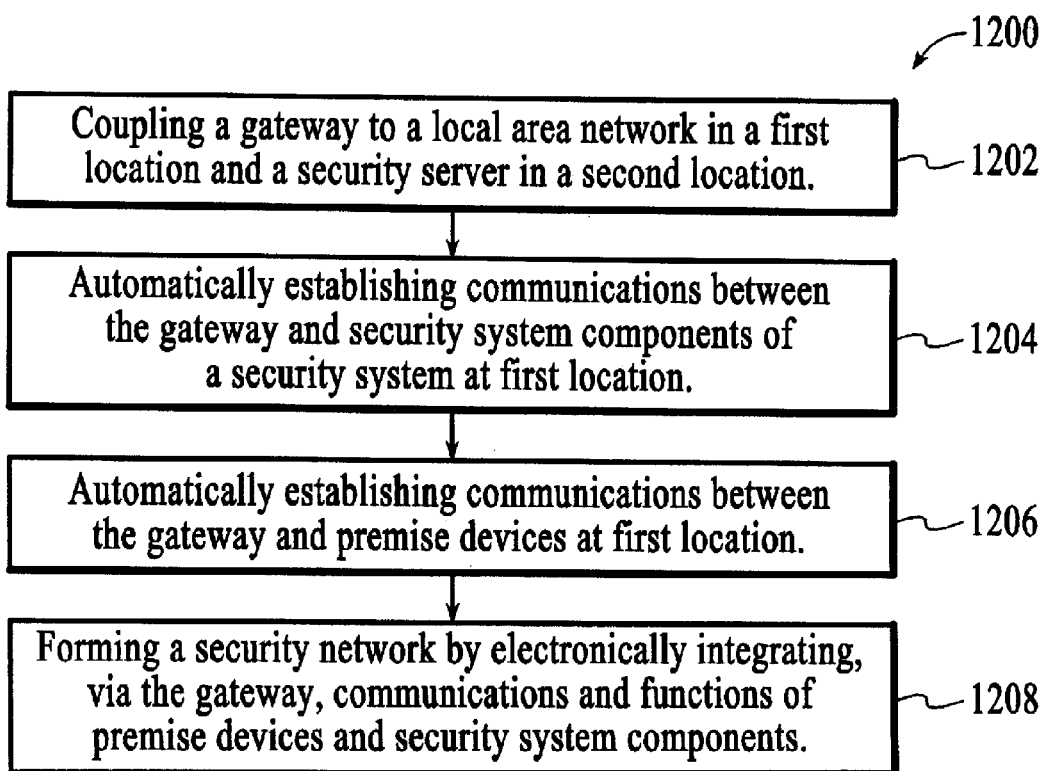 1200
Coupling a gateway to a local area network in a first
location and a security server in a second location.
1202
Automatically establishing communications between
the gateway and security system components of
a security system at first location.
1204
Automatically establishing communications between
the gateway and premise devices at first location.
1206
Forming a security network by electronically integrating,
via the gateway, communications and functions of
premise devices and security system components.
1208